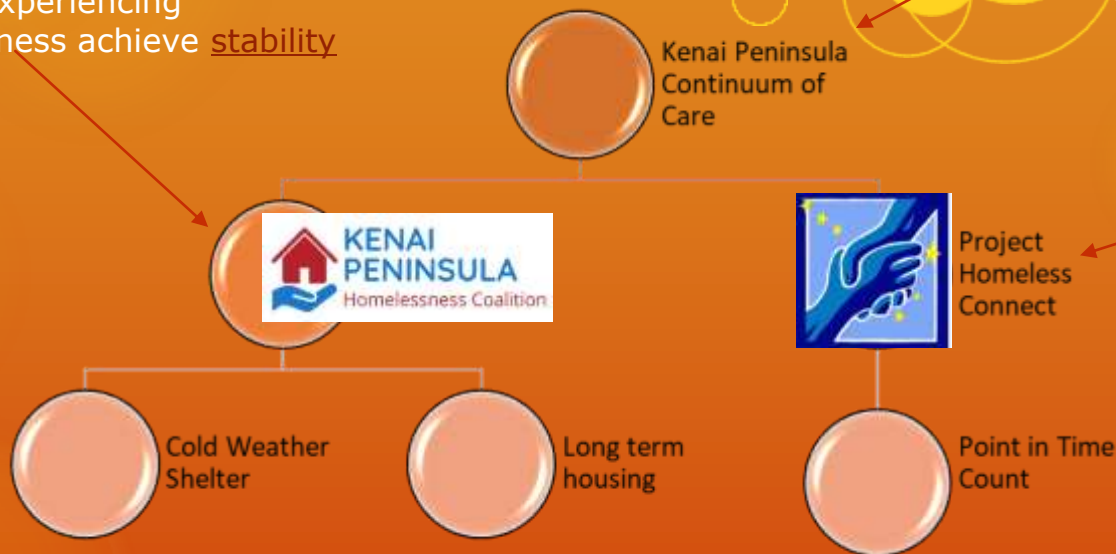 experiencing
ness achieve stability
Kenai Peninsula
Continuum of
Care
KENAI
PENINSULA
Homelessness Coalition
Project
Homeless
Connect
Cold Weather
Shelter
Long term
housing
Point in Time
Count